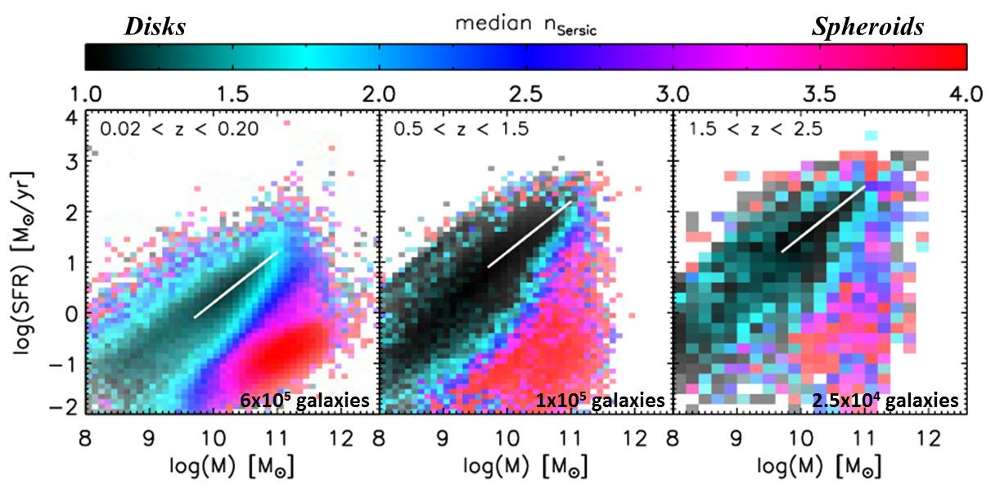 Disks median nSersic Spheroids
1.0 1.5 2.0 2.5 3.0 3.5 4.0
0.02 < z < 0.20 0.5 < z < 1.5 1.5 < z < 2.5
4
3
2
1
0
−1
−2
log(SFR) [M⊙/yr]
6x10⁵ galaxies 1x10⁵ galaxies 2.5x10⁴ galaxies
8 9 10 11 12 8 9 10 11 12 8 9 10 11 12
log(M) [M⊙] log(M) [M⊙] log(M) [M⊙]